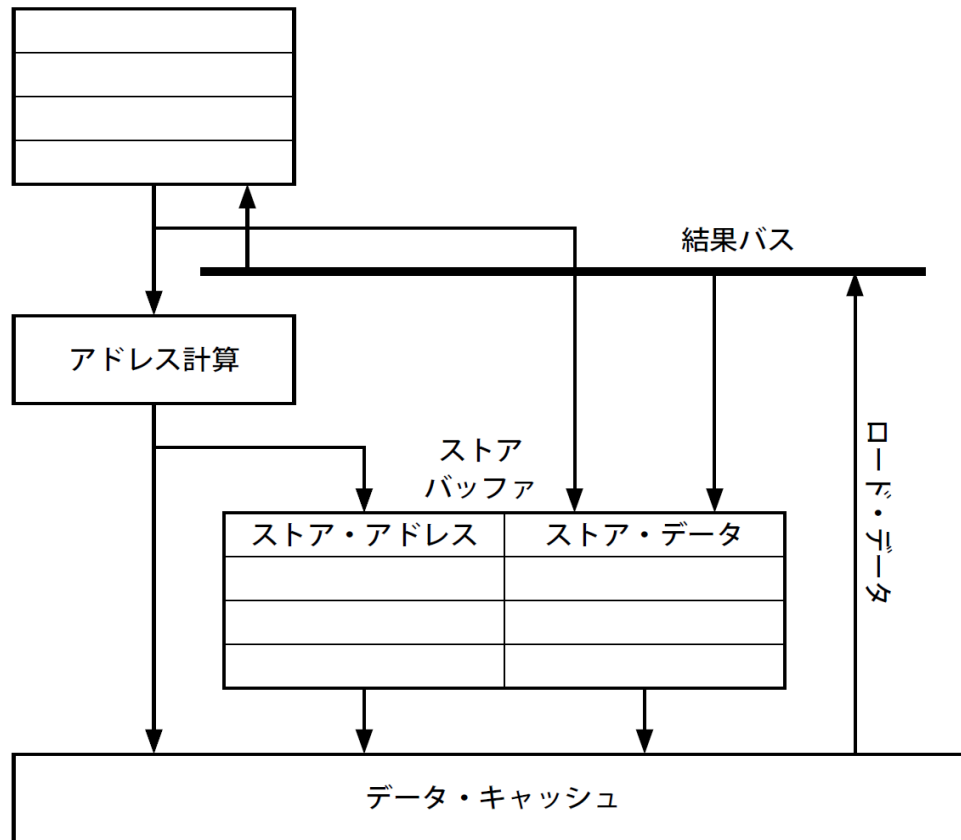 結果バス
アドレス計算
ストア
バッファ
ストア・アドレス
ストア・データ
ロード・データ
データ・キャッシュ